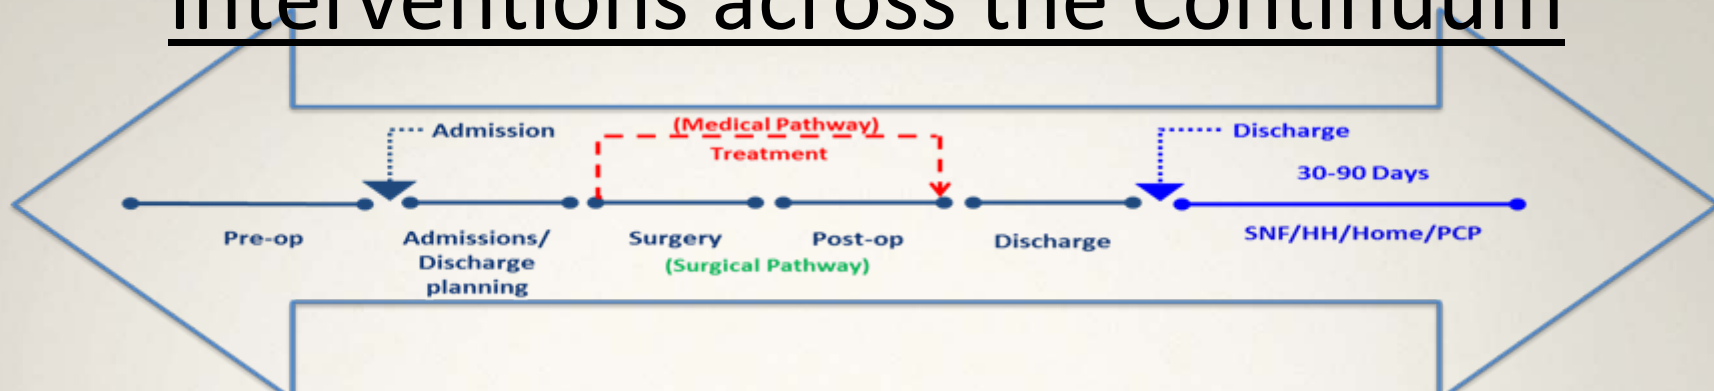 Interventions across the Continuum
Admission
(Medical Pathway)
Treatment
Discharge
30-90 Days
Pre-op
Admissions/
Discharge
planning
Surgery
Post-op
(Surgical Pathway)
Discharge
SNF/HH/Home/PCP